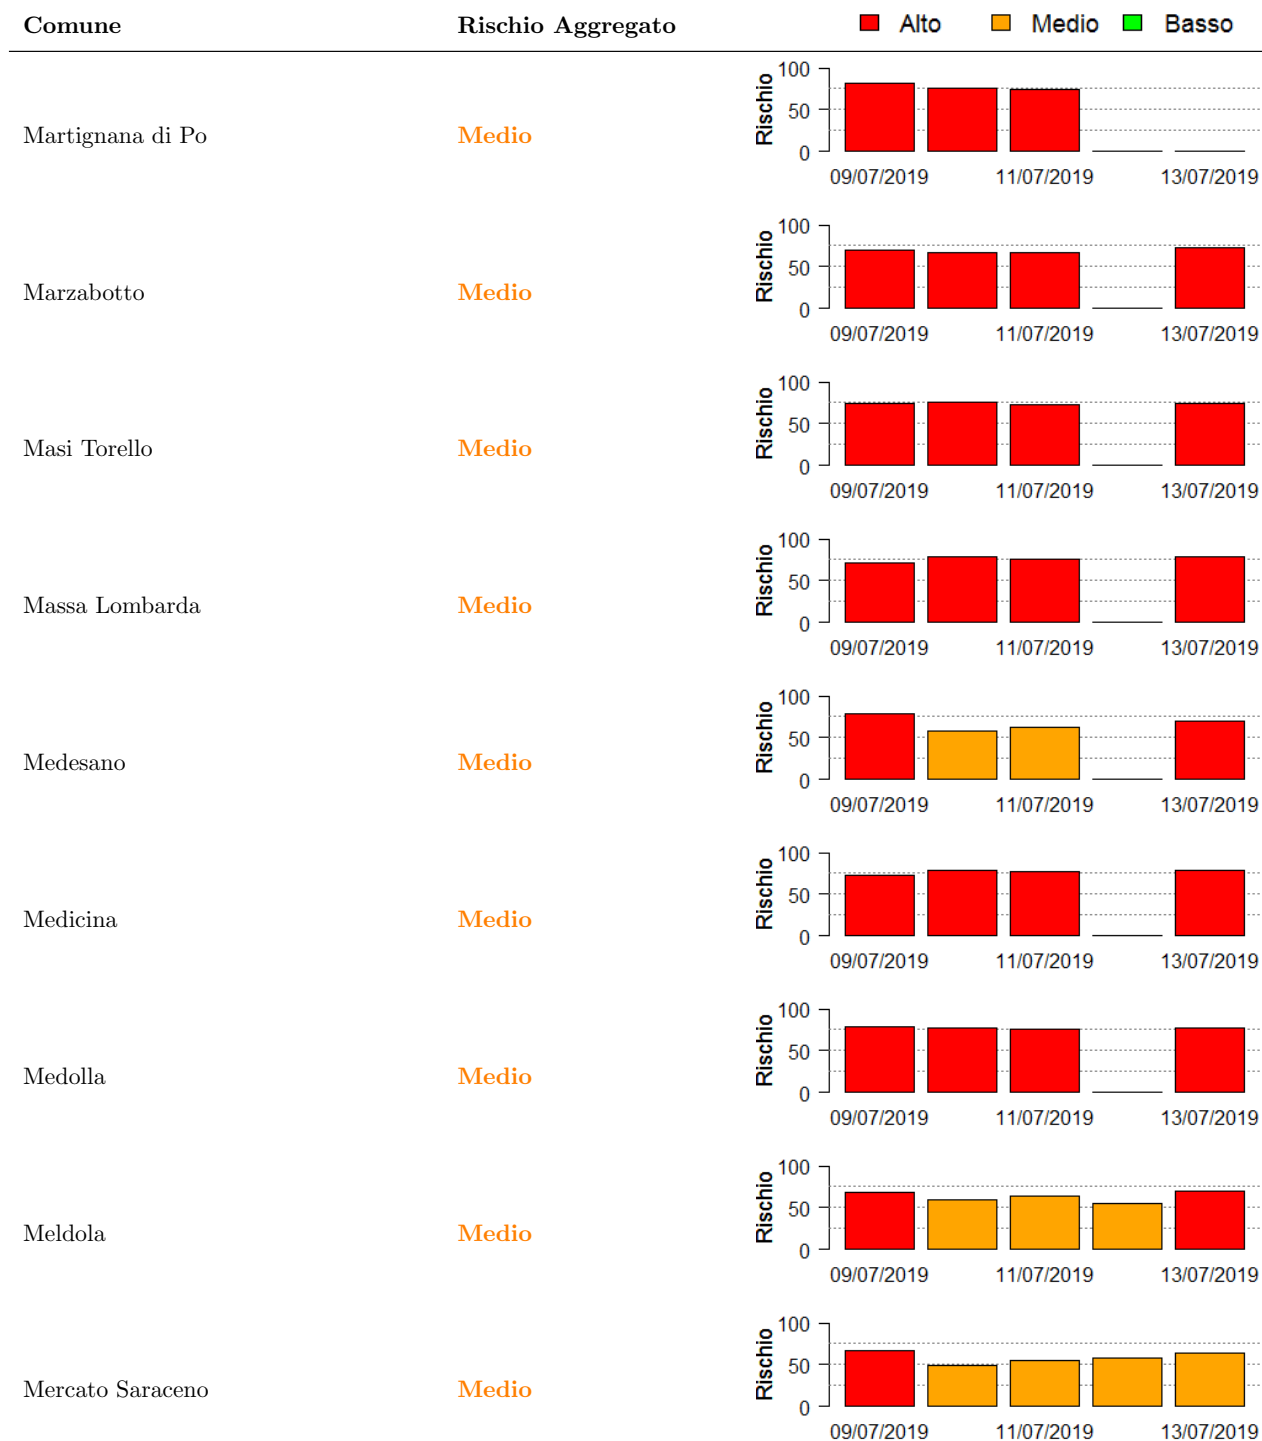 Comune Rischio Aggregato Alto Medio Basso
Martignana di Po Medio Rischio 100 50 0
09/07/2019 11/07/2019 13/07/2019
Marzabotto Medio Rischio 100 50 0
09/07/2019 11/07/2019 13/07/2019
Masi Torello Medio Rischio 100 50 0
09/07/2019 11/07/2019 13/07/2019
Massa Lombarda Medio Rischio 100 50 0
09/07/2019 11/07/2019 13/07/2019
Medesano Medio Rischio 100 50 0
09/07/2019 11/07/2019 13/07/2019
Medicina Medio Rischio 100 50 0
09/07/2019 11/07/2019 13/07/2019
Medolla Medio Rischio 100 50 0
09/07/2019 11/07/2019 13/07/2019
Meldola Medio Rischio 100 50 0
09/07/2019 11/07/2019 13/07/2019
Mercato Saraceno Medio Rischio 100 50 0
09/07/2019 11/07/2019 13/07/2019